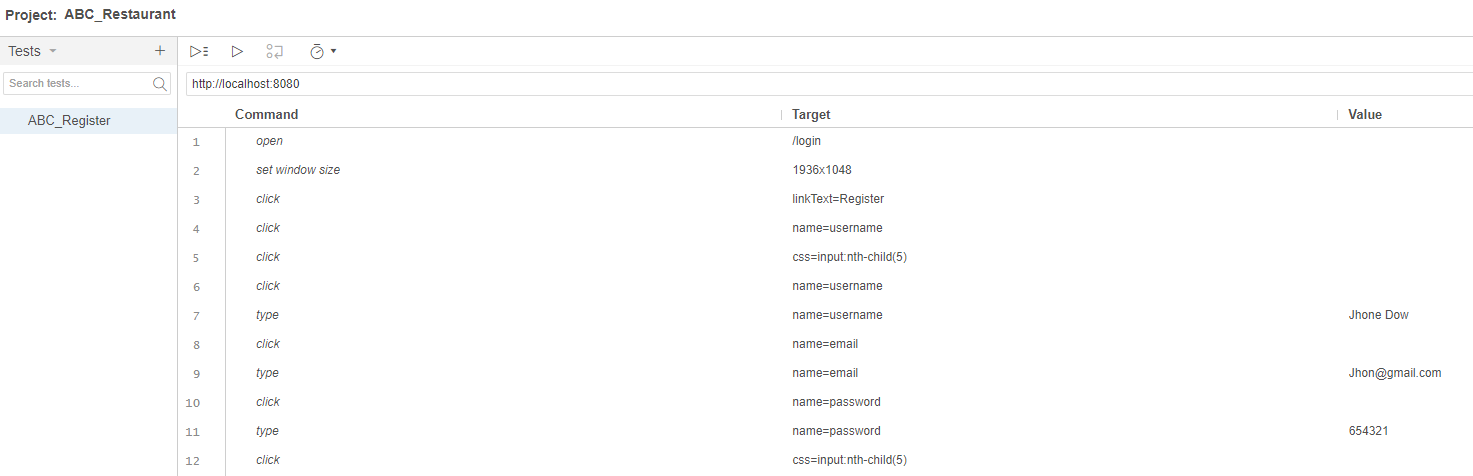 Project: ABC_Restaurant
Tests
Search tests...
http://localhost:8080
ABC_Register
Command Target Value
1 open /login
2 set window size 1936x1048
3 click linkText=Register
4 click name=username
5 click css=input:nth-child(5)
6 click name=username
7 type name=username Jhone Dow
8 click name=email
9 type name=email Jhon@gmail.com
10 click name=password
11 type name=password 654321
12 click css=input:nth-child(5)